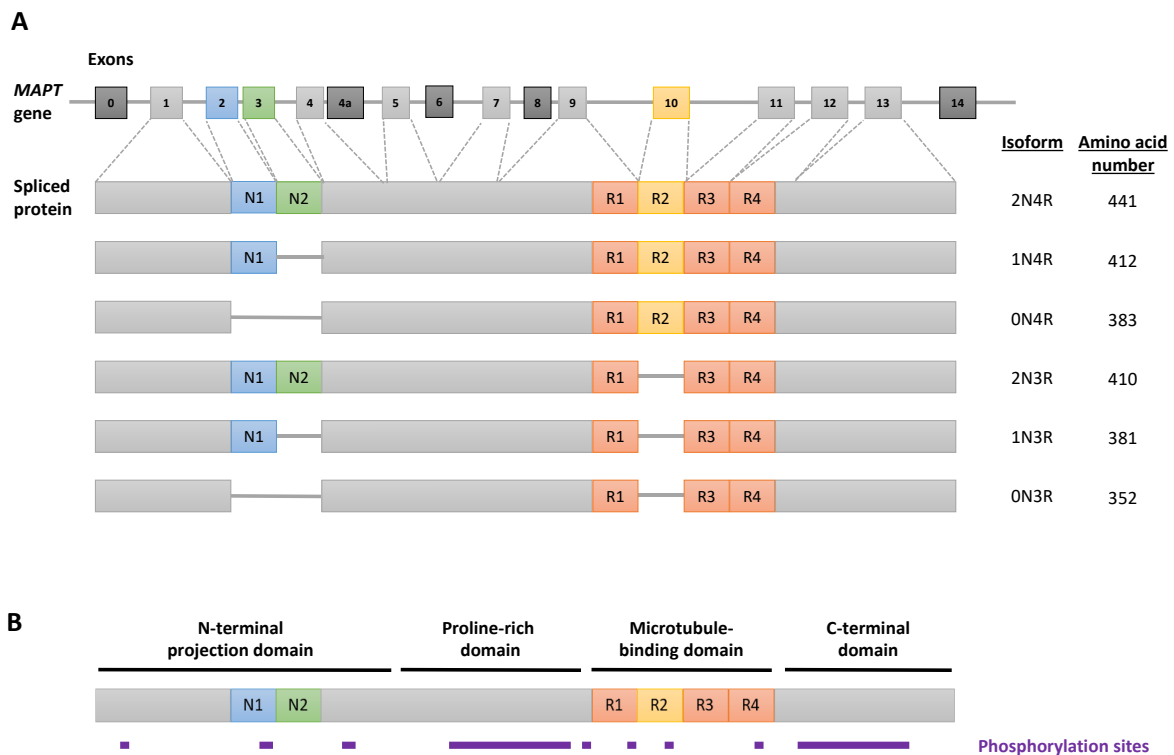 A
Exons
MAPT gene
0 1 2 3 4 4a 5 6 7 8 9 10 11 12 13 14
Isoform
Amino acid number
Spliced protein
N1 N2 R1 R2 R3 R4 2N4R 441
N1 R1 R2 R3 R4 1N4R 412
R1 R2 R3 R4 0N4R 383
N1 N2 R1 R3 R4 2N3R 410
N1 R1 R3 R4 1N3R 381
R1 R3 R4 0N3R 352
B
N-terminal projection domain
Proline-rich domain
Microtubule-binding domain
C-terminal domain
N1 N2 R1 R2 R3 R4
Phosphorylation sites